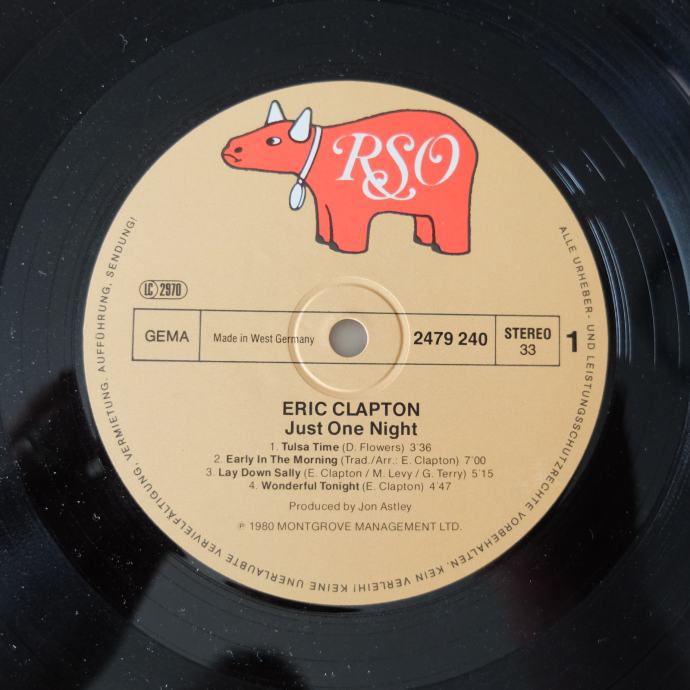 RSO
ALLE URHEBER- UND LEISTUNGSSCHUTZRECHTE VORBEHALTEN. KEIN VERLEIH! KEINE UNERLAUBTE VERVIELFÄLTIGUNG, VERMIETUNG, AUFFÜHRUNG, SENDUNG!
LC 2970
GEMA
Made in West Germany
2479 240
STEREO
33
1
ERIC CLAPTON
Just One Night
1. Tulsa Time (D. Flowers) 3'36
2. Early In The Morning (Trad./Arr.: E. Clapton) 7'00
3. Lay Down Sally (E. Clapton / M. Levy / G. Terry) 5'15
4. Wonderful Tonight (E. Clapton) 4'47
Produced by Jon Astley
℗ 1980 MONTGROVE MANAGEMENT LTD.